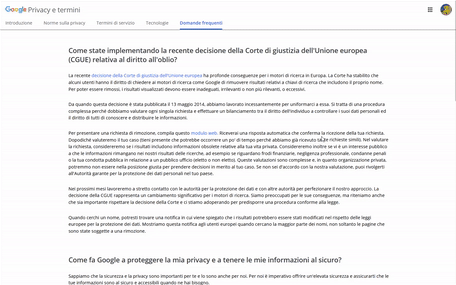 Google Privacy e termini
Introduzione Norme sulla privacy Termini di servizio Tecnologie Domande frequenti
Come state implementando la recente decisione della Corte di giustizia dell'Unione europea
(CGUE) relativa al diritto all'oblio?
La recente decisione della Corte di giustizia dell'Unione europea ha profonde conseguenze per i motori di ricerca in Europa. La Corte ha stabilito che
alcuni utenti hanno il diritto di chiedere ai motori di ricerca come Google di rimuovere risultati relativi a chiavi di ricerca che includono il proprio nome.
Per poter essere rimossi, i risultati visualizzati devono essere inadeguati, irrilevanti o non più rilevanti, o eccessivi.
Da quando questa decisione è stata pubblicata il 13 maggio 2014, abbiamo lavorato incessantemente per uniformarci a essa. Si tratta di una procedura
complessa perché dobbiamo valutare ogni singola richiesta e effettuare un bilanciamento tra il diritto dell'individuo a controllare i suoi dati personali ed
il diritto di tutti di conoscere e distribuire le informazioni.
Per presentare una richiesta di rimozione, compila questo modulo web. Riceverai una risposta automatica che conferma la ricezione della tua richiesta.
Dopodiché valuteremo il tuo caso (tieni presente che potrebbe occorrere un po' di tempo perché abbiamo già ricevuto tante richieste simili). Nel valutare
la richiesta, considereremo se i risultati includono informazioni obsolete relative alla tua vita privata. Considereremo inoltre se vi è un interesse pubblico
a che le informazioni rimangano nei nostri risultati delle ricerche, ad esempio se riguardano frodi finanziarie, negligenza professionale, condanne penali
o la tua condotta pubblica in relazione a un pubblico ufficio (eletto o non eletto). Queste valutazioni sono complesse e, in quanto organizzazione privata,
potremmo non essere nella posizione giusta per prendere decisioni in merito al tuo caso. Se non sei d'accordo con la nostra valutazione, puoi rivolgerti
all'Autorità garante per la protezione dei dati personali nel tuo paese.
Nei prossimi mesi lavoreremo a stretto contatto con le autorità per la protezione dei dati e con altre autorità per perfezionare il nostro approccio. La
decisione della CGUE rappresenta un cambiamento significativo per i motori di ricerca. Siamo preoccupati per le sue conseguenze, ma riteniamo anche
che sia importante rispettare la decisione della Corte e ci stiamo adoperando per predisporre una procedura conforme alla legge.
Quando cerchi un nome, potresti trovare una notifica in cui viene spiegato che i risultati potrebbero essere stati modificati nel rispetto delle leggi
europee per la protezione dei dati. Mostriamo questa notifica agli utenti europei quando cercano la maggior parte dei nomi, non soltanto le pagine che
sono state soggette a una rimozione.
Come fa Google a proteggere la mia privacy e a tenere le mie informazioni al sicuro?
Sappiamo che la sicurezza e la privacy sono importanti per te e lo sono anche per noi. Per noi è importante offrire un'elevata sicurezza e assicurarci che
le tue informazioni siano al sicuro e accessibili quando ne hai bisogno.